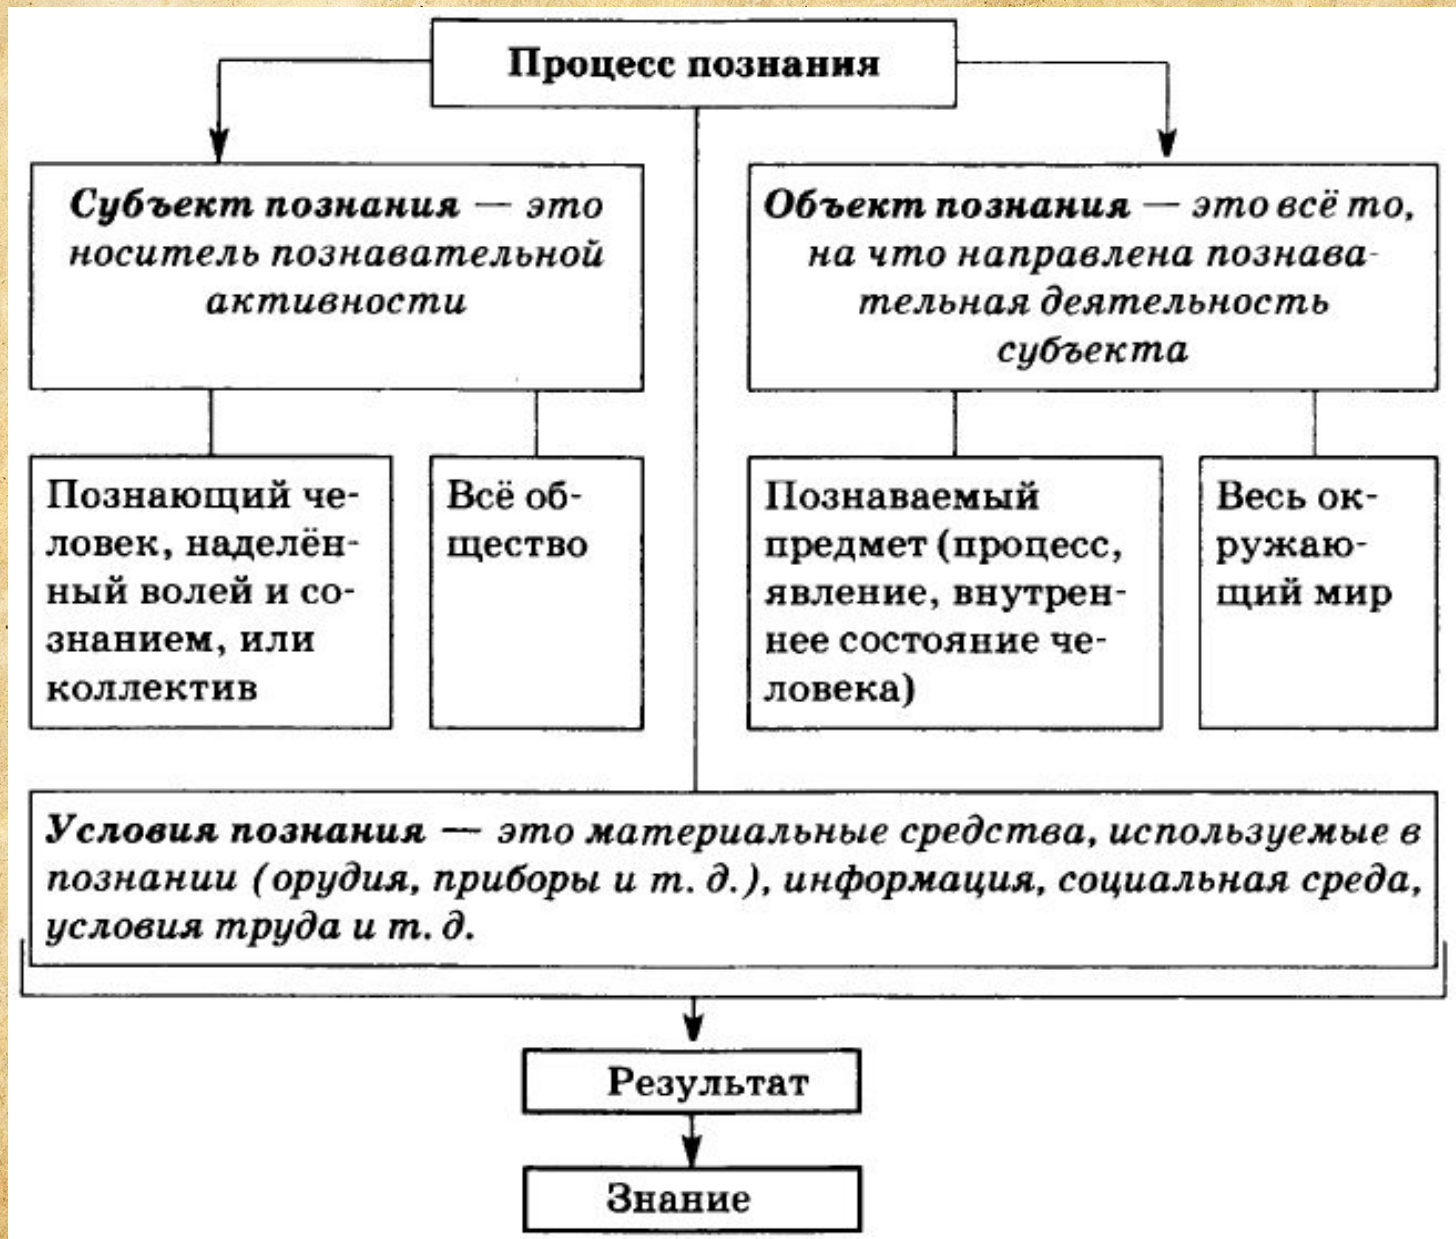 Процесс познания
Субъект познания — это
носитель познавательной
активности
Объект познания — это всё то,
на что направлена познава-
тельная деятельность
субъекта
Познающий че-
ловек, наделён-
ный волей и со-
знанием, или
коллектив
Всё об-
щество
Познаваемый
предмет (процесс,
явление, внутрен-
нее состояние че-
ловека)
Весь ок-
ружаю-
щий мир
Условия познания — это материальные средства, используемые в
познании (орудия, приборы и т. д.), информация, социальная среда,
условия труда и т. д.
Результат
Знание